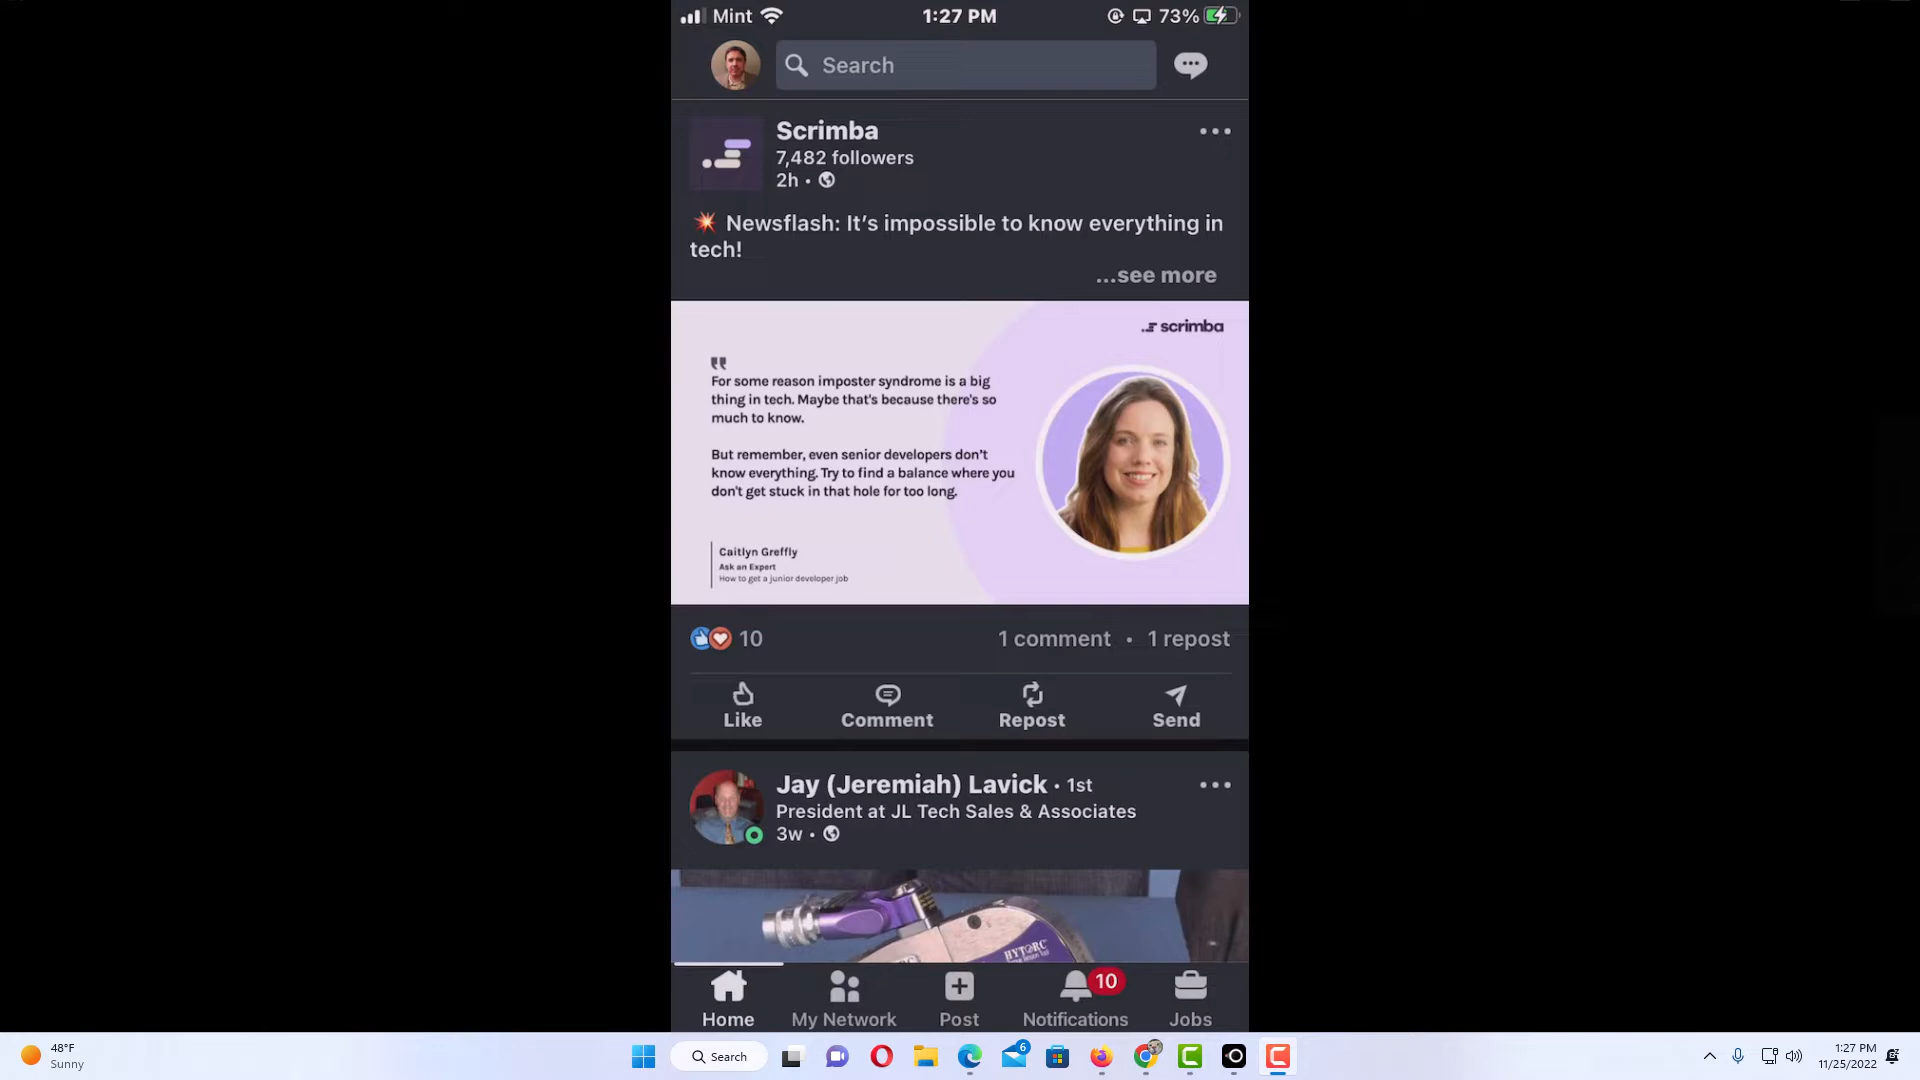 Mint
1:27 PM
73%
Search
Scrimba
7,482 followers
2h •
💥 Newsflash: It’s impossible to know everything in
tech!
...see more
scrimba
"
For some reason imposter syndrome is a big
thing in tech. Maybe that's because there's so
much to know.
But remember, even senior developers don’t
know everything. Try to find a balance where you
don't get stuck in that hole for too long.
Caitlyn Greffly
Ask an Expert
How to get a junior developer job
10
1 comment • 1 repost
Like
Comment
Repost
Send
Jay (Jeremiah) Lavick • 1st
President at JL Tech Sales & Associates
3w •
HYTORC
10
Home
My Network
Post
Notifications
Jobs
48°F
Sunny
Search
6
1:27 PM
11/25/2022